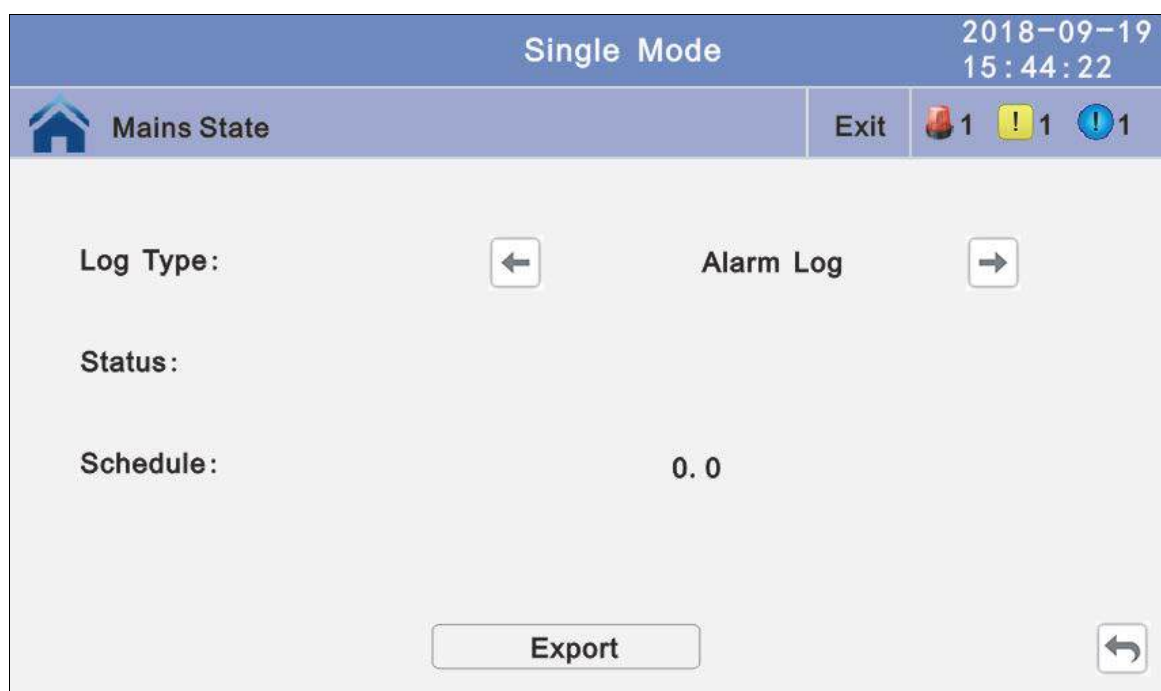 Single Mode
2018-09-19
15:44:22
Mains State
Exit
1
! 1
! 1
Log Type:
Alarm Log
Status:
Schedule:
0.0
Export